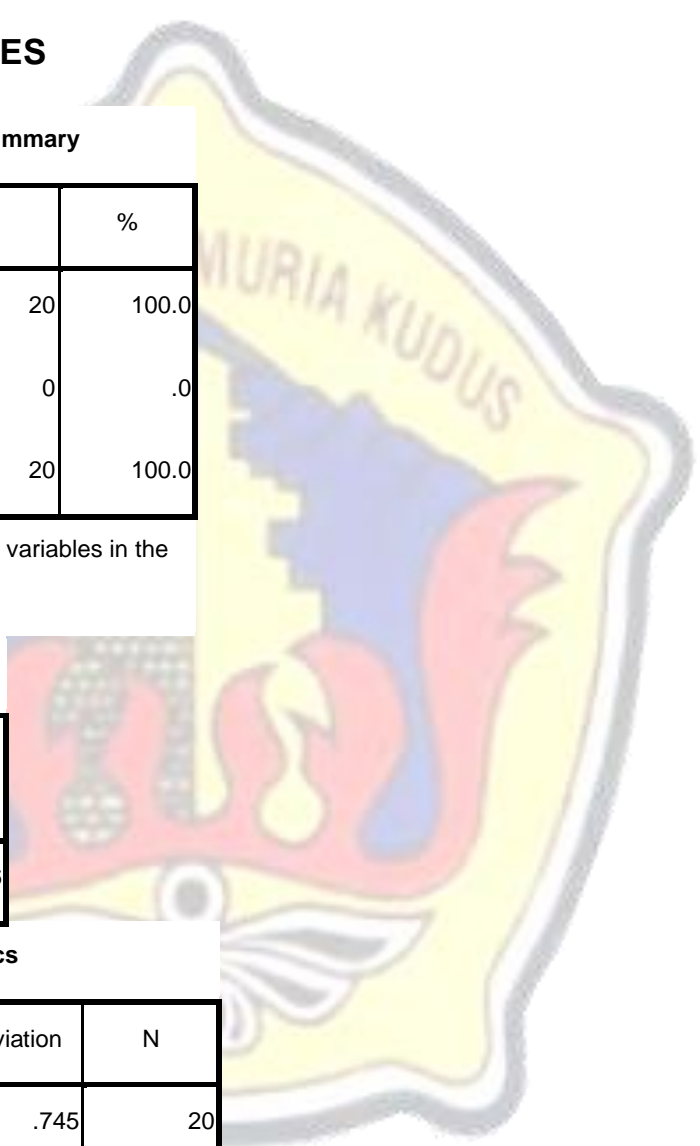 ES
mmary
%
20 100.0
0 .0
20 100.0
variables in the
MURIA KUDUS
cs
viation N
.745 20